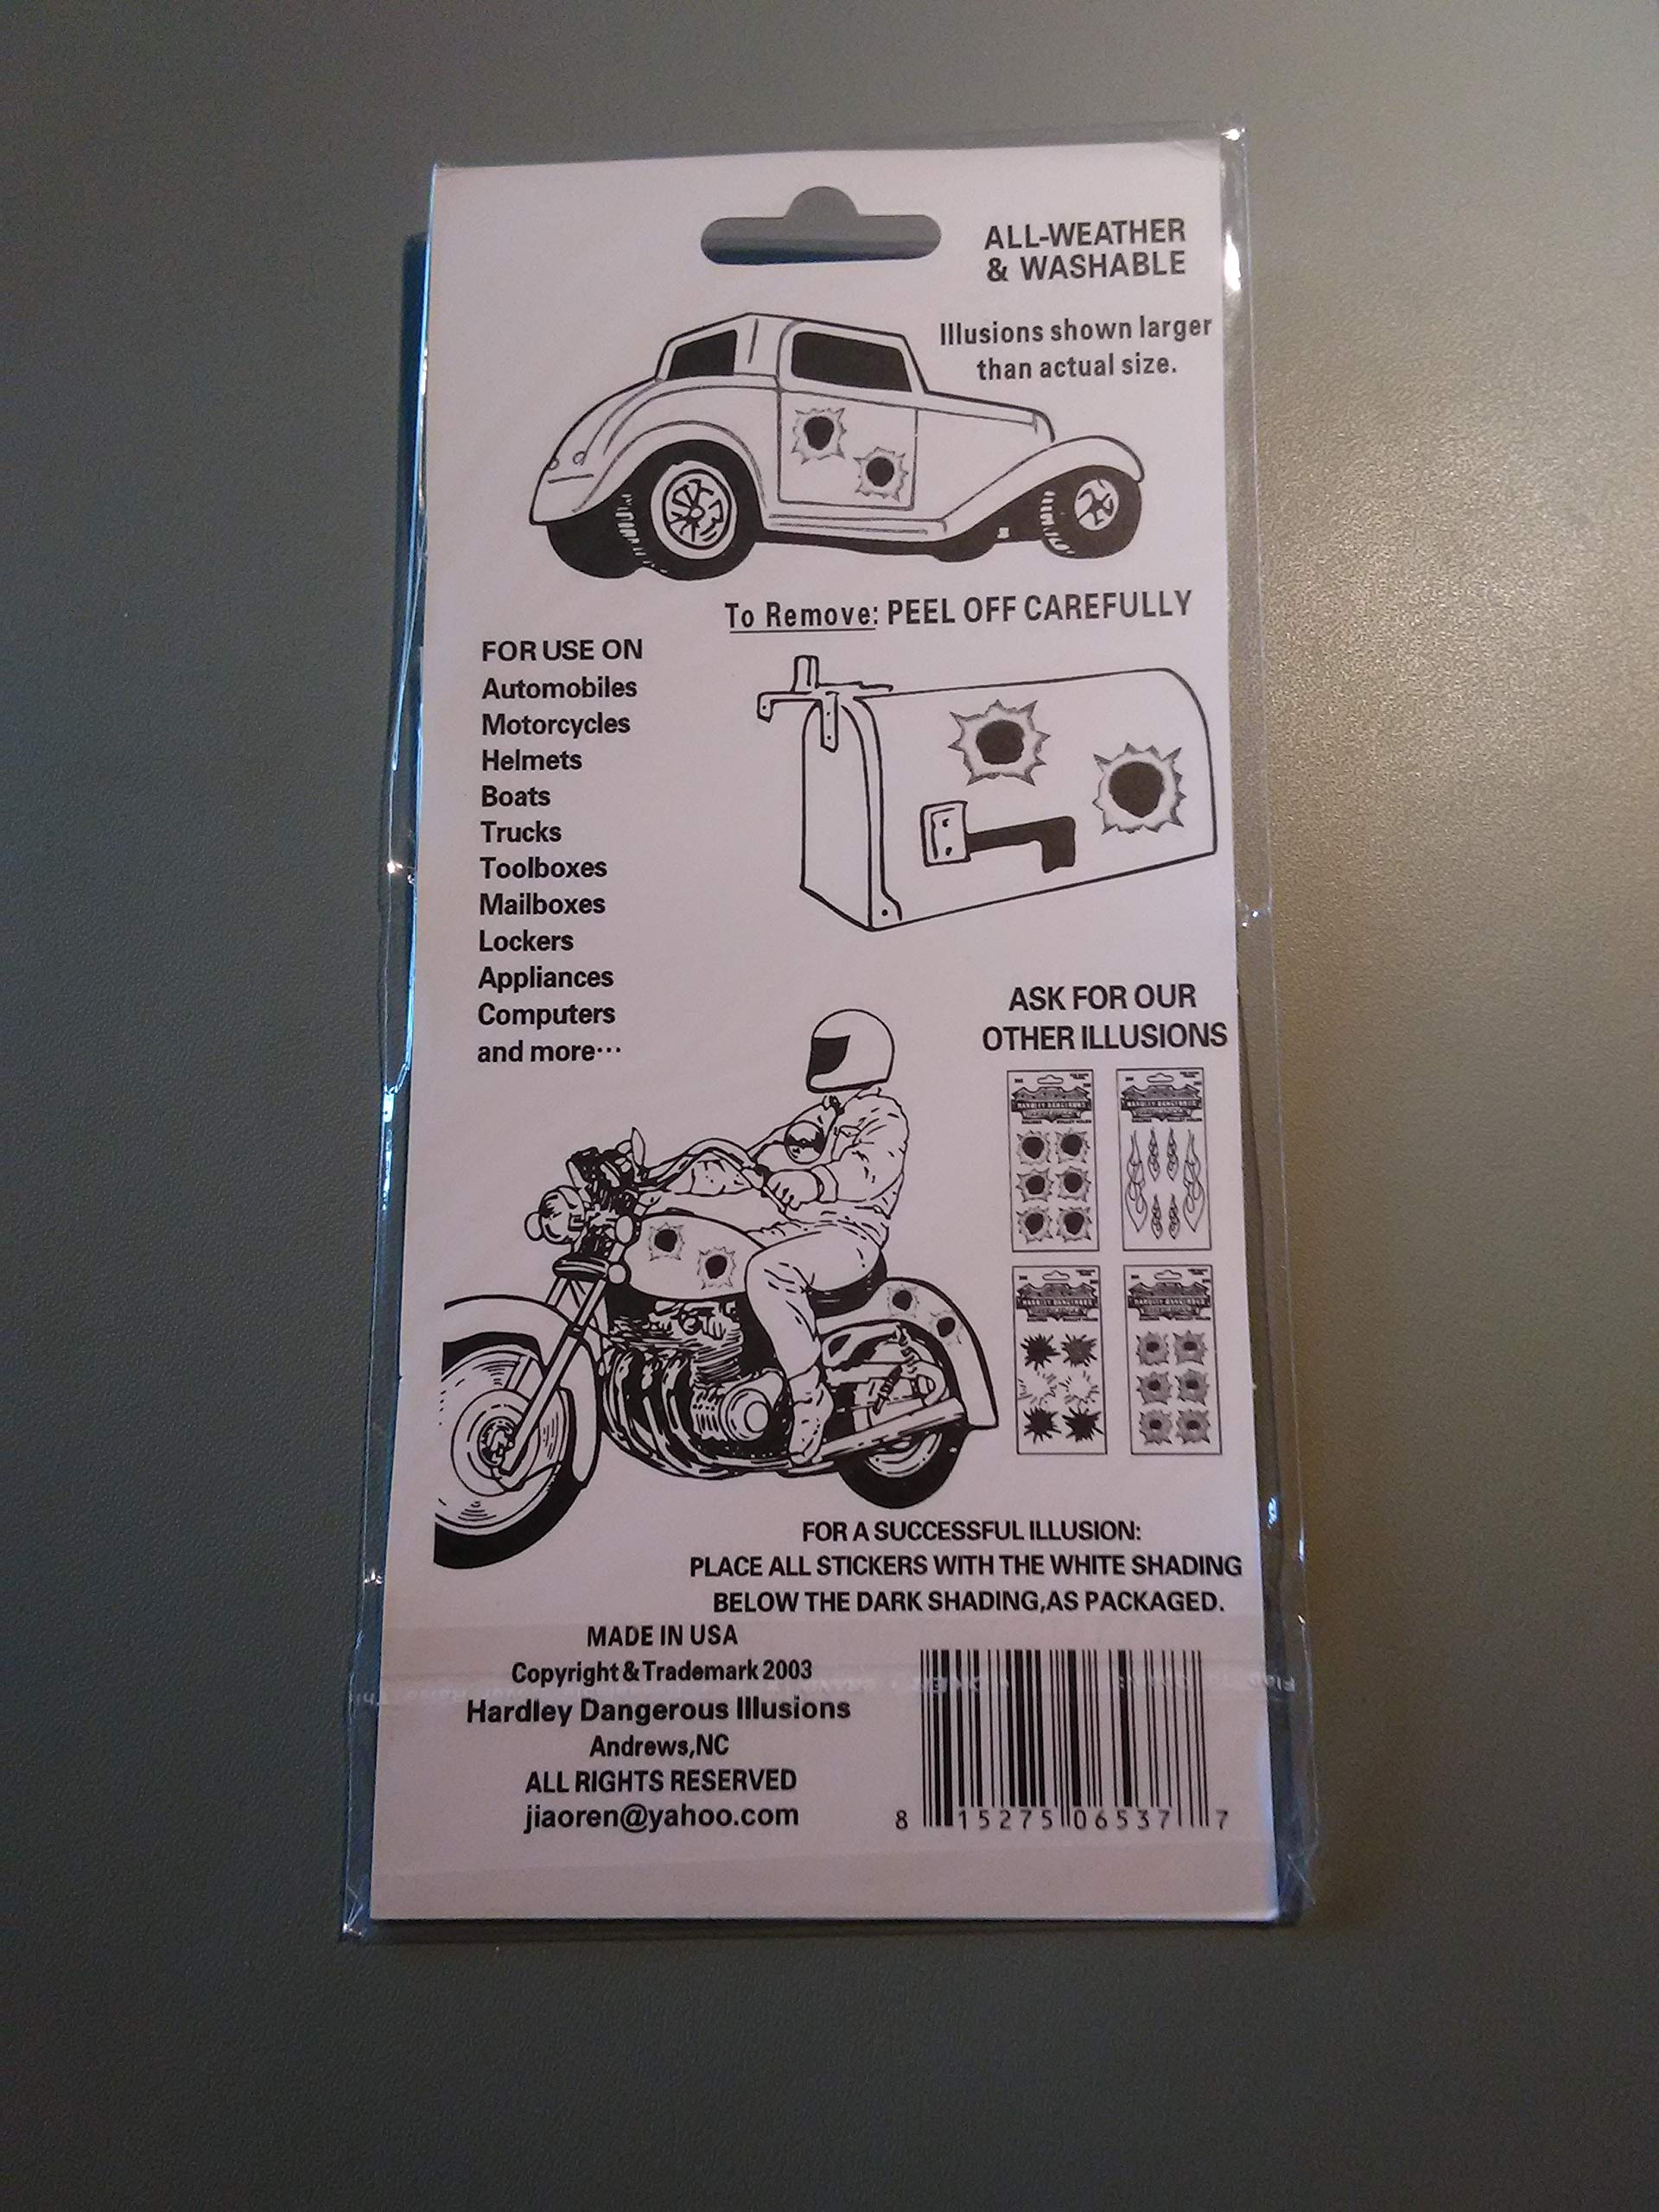 ALL-WEATHER
& WASHABLE
Illusions shown larger
than actual size.
To Remove: PEEL OFF CAREFULLY
FOR USE ON
Automobiles
Motorcycles
Helmets
Boats
Trucks
Toolboxes
Mailboxes
Lockers
Appliances
Computers
and more···
ASK FOR OUR
OTHER ILLUSIONS
FOR A SUCCESSFUL ILLUSION:
PLACE ALL STICKERS WITH THE WHITE SHADING
BELOW THE DARK SHADING,AS PACKAGED.
MADE IN USA
Copyright & Trademark 2003
Hardley Dangerous Illusions
Andrews,NC
ALL RIGHTS RESERVED
jiaoren@yahoo.com
8 15275 06537 7